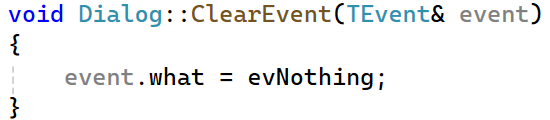 void Dialog::ClearEvent(TEvent& event)
{
    event.what = evNothing;
}